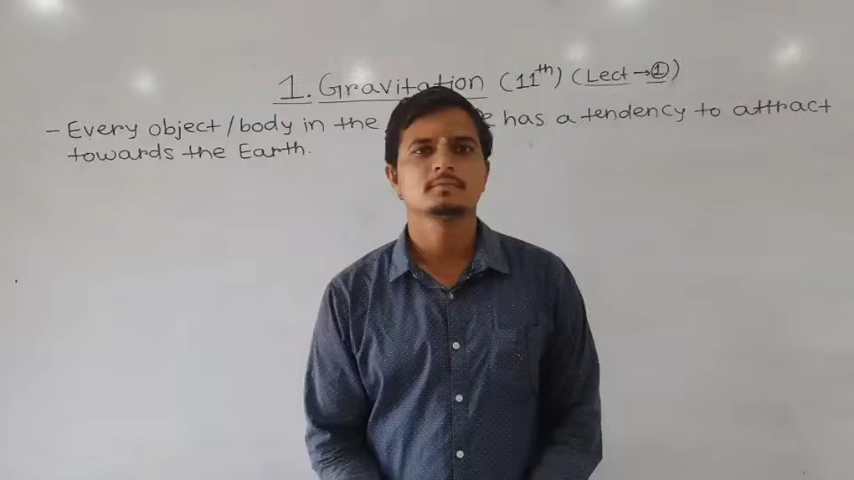 1. Gravitation (11th) (Lect → 1)
- Every object / body in the has a tendency to attract
towards the Earth.